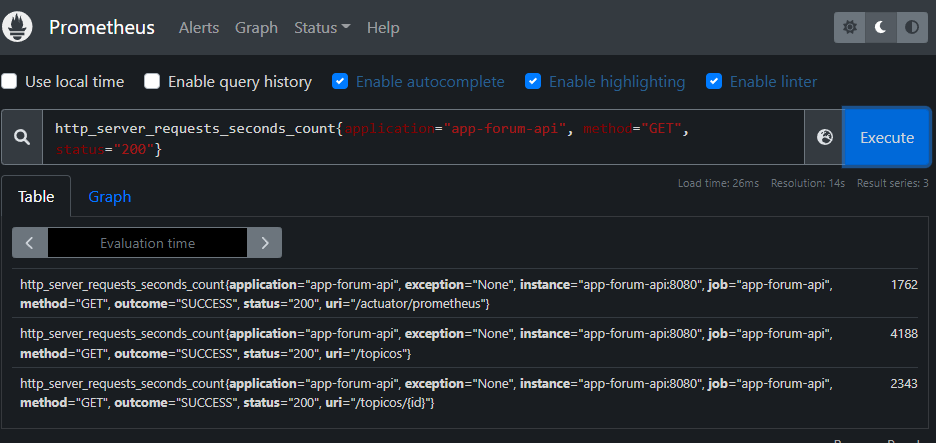 Prometheus Alerts Graph Status Help
Use local time Enable query history Enable autocomplete Enable highlighting Enable linter
http_server_requests_seconds_count{application="app-forum-api", method="GET",
status="200"}
Execute
Load time: 26ms Resolution: 14s Result series: 3
Table Graph
Evaluation time
http_server_requests_seconds_count{application="app-forum-api", exception="None", instance="app-forum-api:8080", job="app-forum-api", 1762
method="GET", outcome="SUCCESS", status="200", uri="/actuator/prometheus"}
http_server_requests_seconds_count{application="app-forum-api", exception="None", instance="app-forum-api:8080", job="app-forum-api", 4188
method="GET", outcome="SUCCESS", status="200", uri="/topicos"}
http_server_requests_seconds_count{application="app-forum-api", exception="None", instance="app-forum-api:8080", job="app-forum-api", 2343
method="GET", outcome="SUCCESS", status="200", uri="/topicos/{id}"}